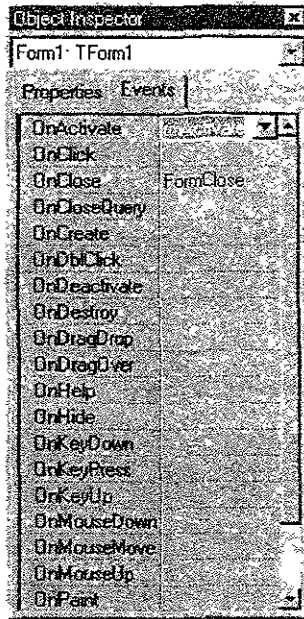 Object Inspector
Form1: TForm1
Properties Events
OnActivate
OnClick
OnClose FormClose
OnCloseQuery
OnCreate
OnDblClick
OnDeactivate
OnDestroy
OnDragDrop
OnDragOver
OnHelp
OnHide
OnKeyDown
OnKeyPress
OnKeyUp
OnMouseDown
OnMouseMove
OnMouseUp
OnPaint